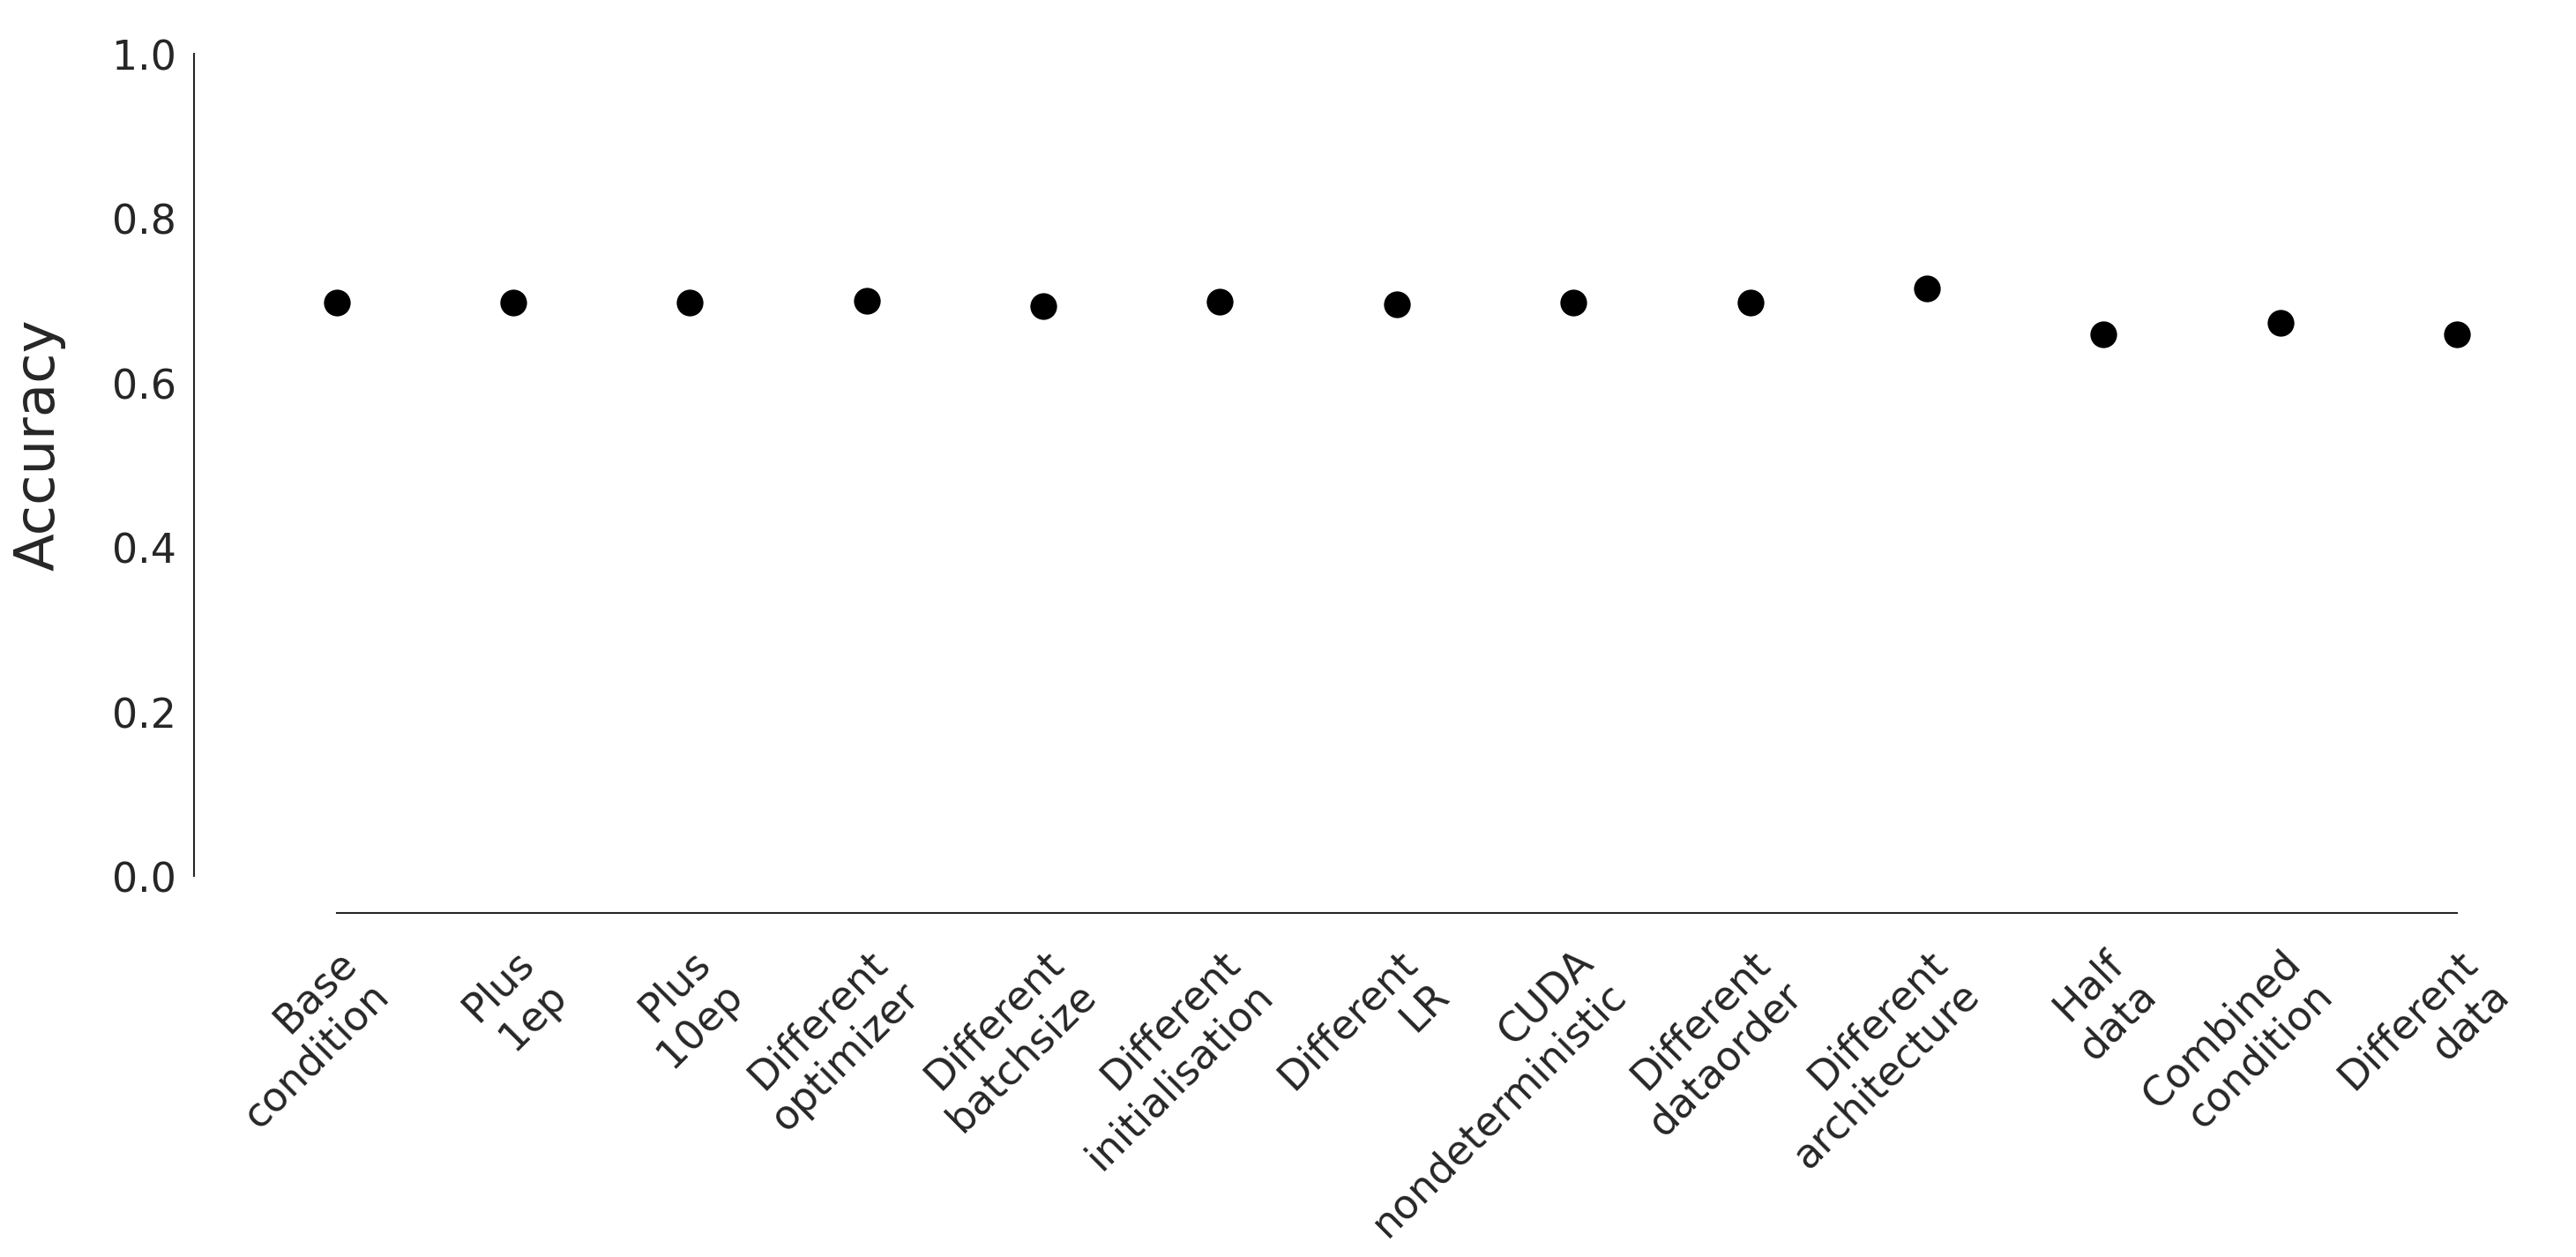 1.0
0.8
0.6
0.4
0.2
0.0
Accuracy
Base
condition
Plus
1ep
Plus
10ep
Different
optimizer
Different
batchsize
Different
initialisation
Different
LR
CUDA
nondeterministic
Different
dataorder
Different
architecture
Half
data
Combined
condition
Different
data